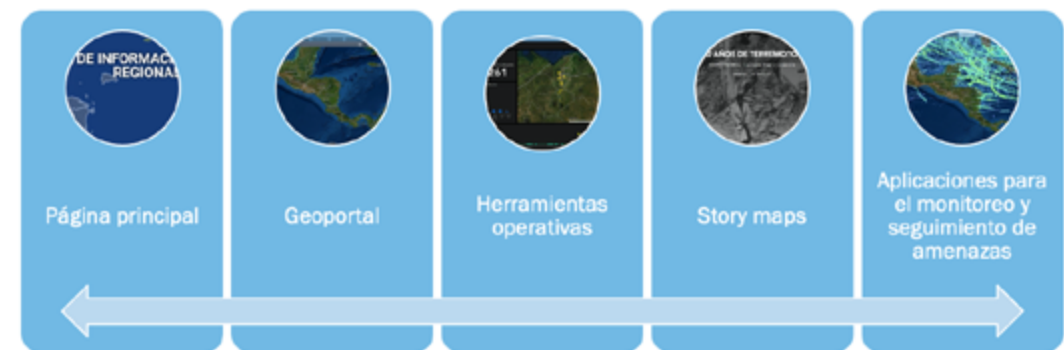 DE INFORMAC
REGIONAL
261
AÑOS DE TERREMOTO
Página principal
Geoportal
Herramientas
operativas
Story maps
Aplicaciones para
el monitoreo y
seguimiento de
amenazas